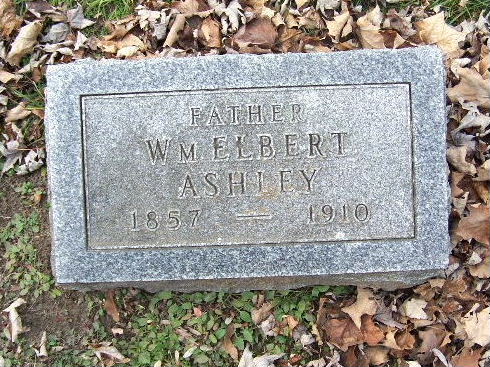 FATHER
WM ELBERT
ASHLEY
1857 — 1910